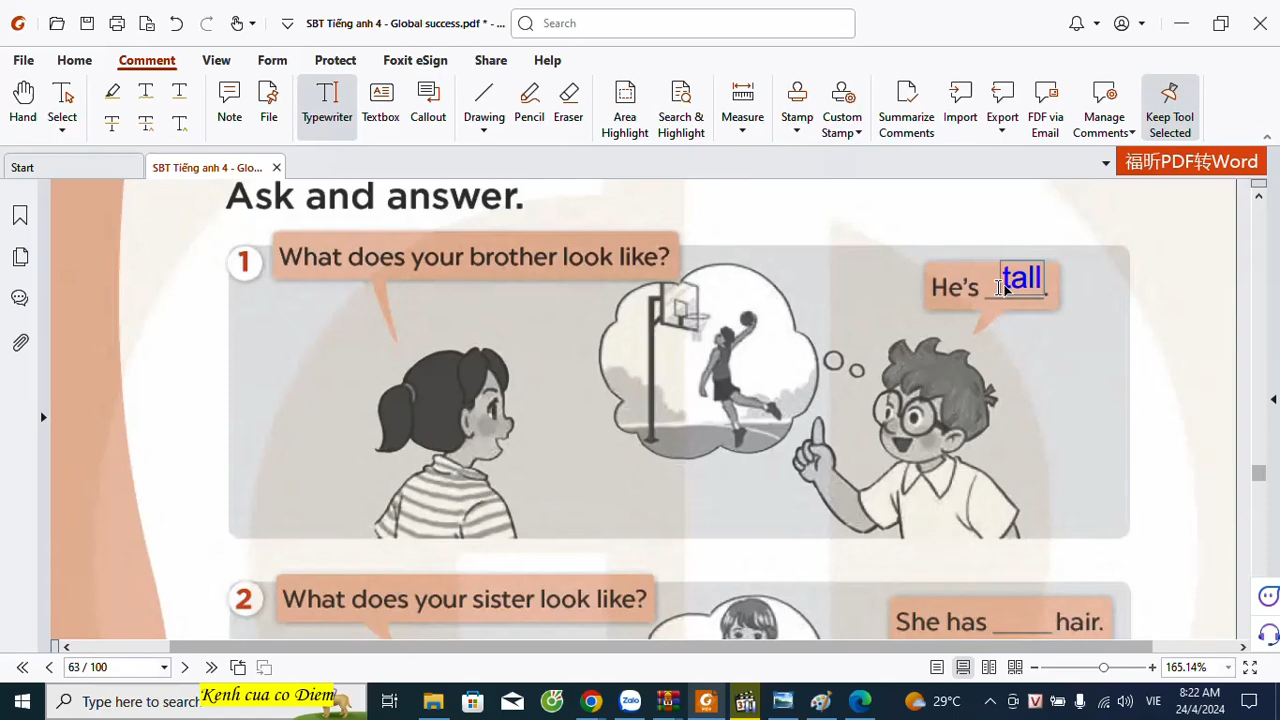 SBT Tiếng anh 4 - Global success.pdf * - ...
Search
File Home Comment View Form Protect Foxit eSign Share Help
Hand Select Note File Typewriter Textbox Callout Drawing Pencil Eraser Area Highlight Search & Highlight Measure Stamp Custom Stamp Summarize Comments Import Export PDF via Email Manage Comments Keep Tool Selected
Start SBT Tiếng anh 4 - Glo... 福昕PDF转Word
Ask and answer.
1 What does your brother look like?
He's tall.
2 What does your sister look like?
She has _____ hair.
63 / 100 165.14%
Type here to search
Kenh cua co Diem
29°C VIE 8:22 AM
24/4/2024